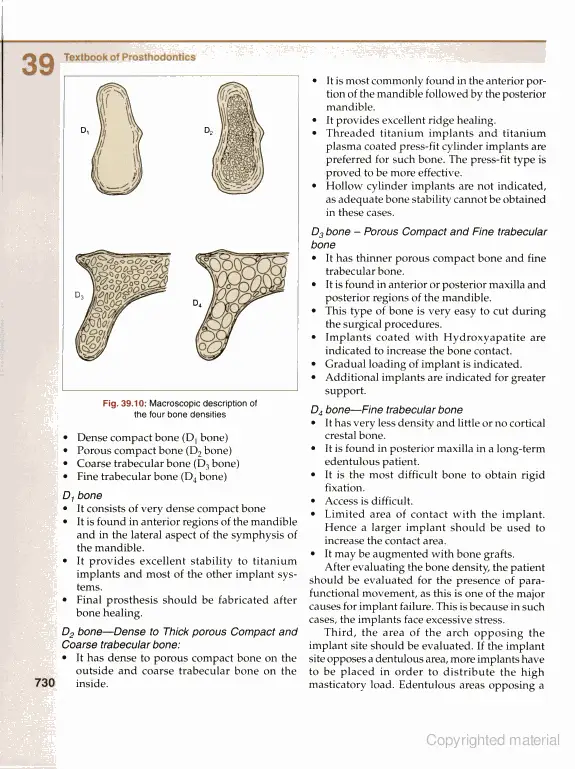 39
Textbook of Prosthodontics
D1
D2
D3
D4
Fig. 39.10: Macroscopic description of
the four bone densities
• Dense compact bone (D1 bone)
• Porous compact bone (D2 bone)
• Coarse trabecular bone (D3 bone)
• Fine trabecular bone (D4 bone)
D1 bone
• It consists of very dense compact bone
• It is found in anterior regions of the mandible
and in the lateral aspect of the symphysis of
the mandible.
• It provides excellent stability to titanium
implants and most of the other implant sys-
tems.
• Final prosthesis should be fabricated after
bone healing.
D2 bone—Dense to Thick porous Compact and
Coarse trabecular bone:
• It has dense to porous compact bone on the
outside and coarse trabecular bone on the
inside.
730
• It is most commonly found in the anterior por-
tion of the mandible followed by the posterior
mandible.
• It provides excellent ridge healing.
• Threaded titanium implants and titanium
plasma coated press-fit cylinder implants are
preferred for such bone. The press-fit type is
proved to be more effective.
• Hollow cylinder implants are not indicated,
as adequate bone stability cannot be obtained
in these cases.
D3 bone – Porous Compact and Fine trabecular
bone
• It has thinner porous compact bone and fine
trabecular bone.
• It is found in anterior or posterior maxilla and
posterior regions of the mandible.
• This type of bone is very easy to cut during
the surgical procedures.
• Implants coated with Hydroxyapatite are
indicated to increase the bone contact.
• Gradual loading of implant is indicated.
• Additional implants are indicated for greater
support.
D4 bone—Fine trabecular bone
• It has very less density and little or no cortical
crestal bone.
• It is found in posterior maxilla in a long-term
edentulous patient.
• It is the most difficult bone to obtain rigid
fixation.
• Access is difficult.
• Limited area of contact with the implant.
Hence a larger implant should be used to
increase the contact area.
• It may be augmented with bone grafts.
After evaluating the bone density, the patient
should be evaluated for the presence of para-
functional movement, as this is one of the major
causes for implant failure. This is because in such
cases, the implants face excessive stress.
Third, the area of the arch opposing the
implant site should be evaluated. If the implant
site opposes a dentulous area, more implants have
to be placed in order to distribute the high
masticatory load. Edentulous areas opposing a
Copyrighted material